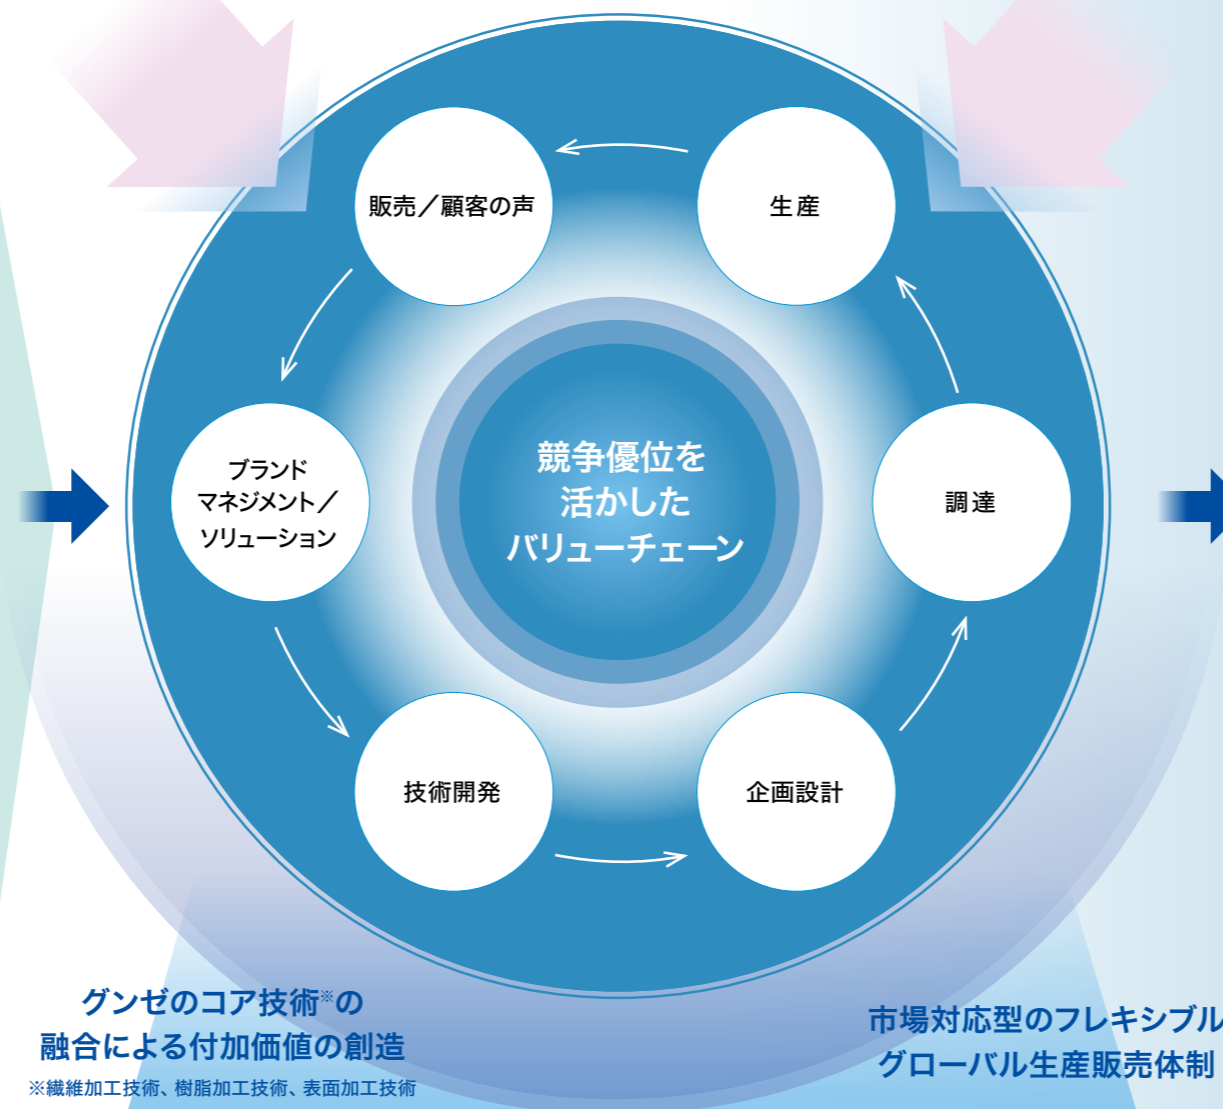 販売／顧客の声
生産
ブランド
マネジメント／
ソリューション
競争優位を
活かした
バリューチェーン
調達
技術開発
企画設計
グンゼのコア技術※の
融合による付加価値の創造
※繊維加工技術、樹脂加工技術、表面加工技術
市場対応型のフレキシブル
グローバル生産販売体制